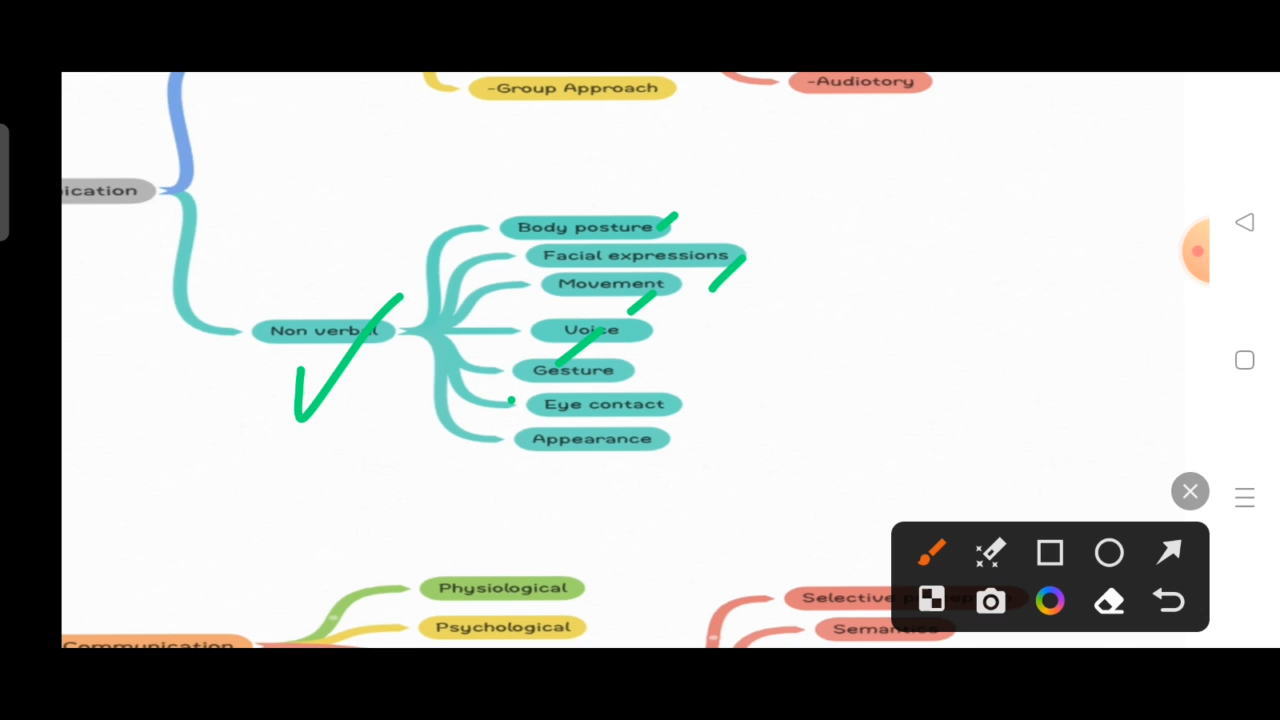 -Group Approach
-Audiotory
ication
Body posture
Facial expressions
Movement
Non verbal
Voice
Gesture
Eye contact
Appearance
Physiological
Selective
Psychological
Semantics
Communication